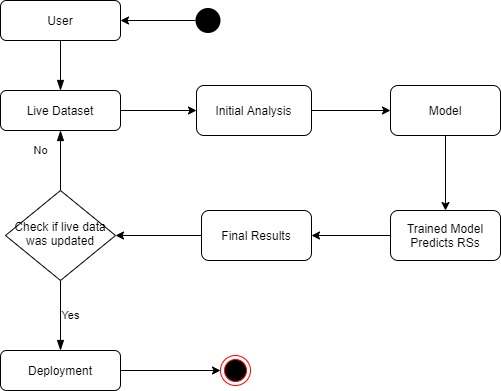 User
Live Dataset
Initial Analysis
Model
No
Check if live data
was updated
Final Results
Trained Model
Predicts RSs
Yes
Deployment